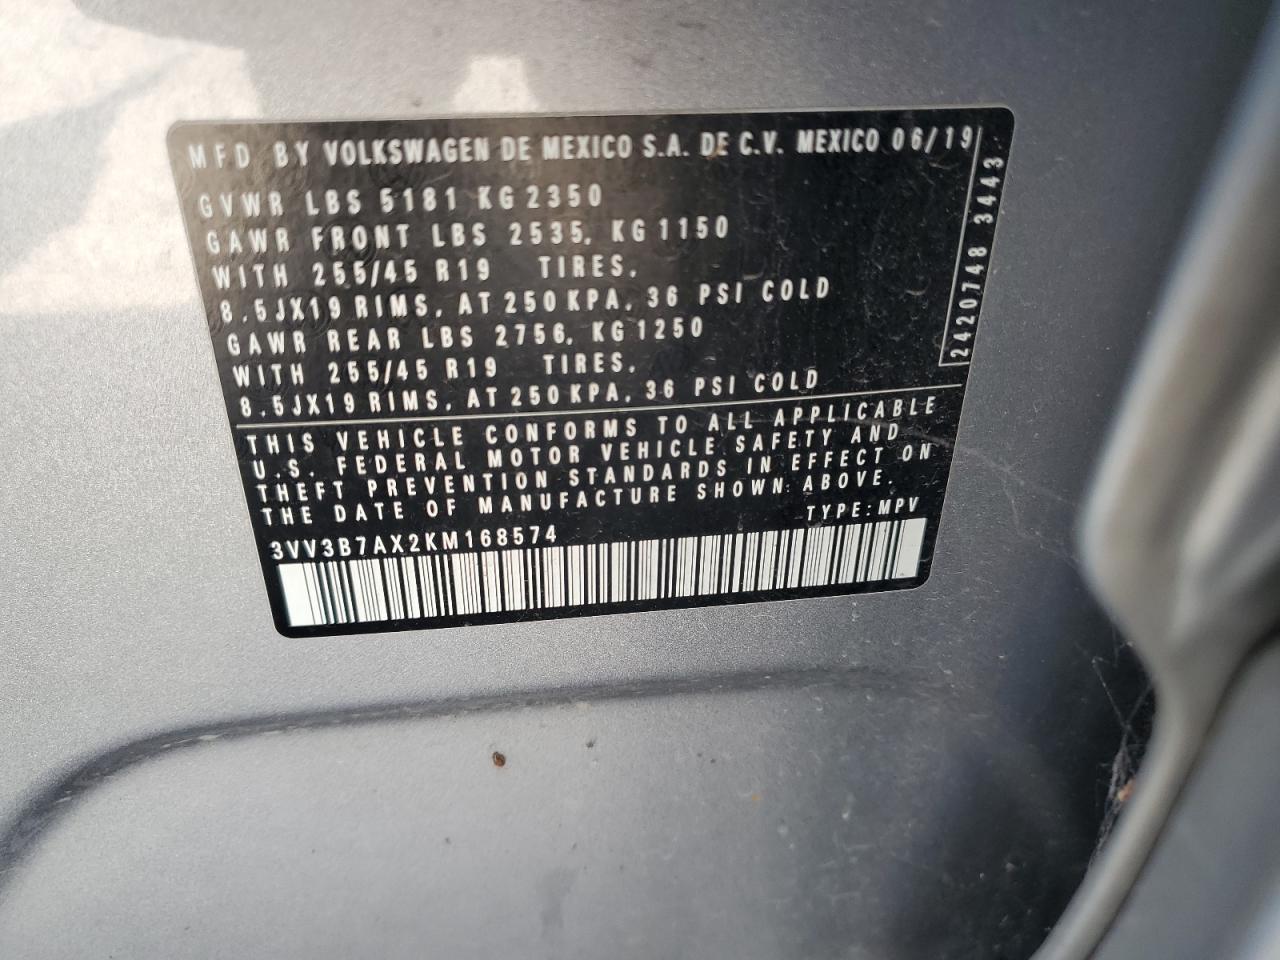 MFD BY VOLKSWAGEN DE MEXICO S.A. DE C.V. MEXICO 06/19
GVWR LBS 5181 KG 2350
GAWR FRONT LBS 2535, KG 1150
WITH 255/45 R19 TIRES,
8.5JX19 RIMS, AT 250 KPA, 36 PSI COLD
GAWR REAR LBS 2756, KG 1250
WITH 255/45 R19 TIRES,
8.5JX19 RIMS, AT 250 KPA, 36 PSI COLD
2420748 3443
THIS VEHICLE CONFORMS TO ALL APPLICABLE
U.S. FEDERAL MOTOR VEHICLE SAFETY AND
THEFT PREVENTION STANDARDS IN EFFECT ON
THE DATE OF MANUFACTURE SHOWN ABOVE.
TYPE: MPV
3VV3B7AX2KM168574